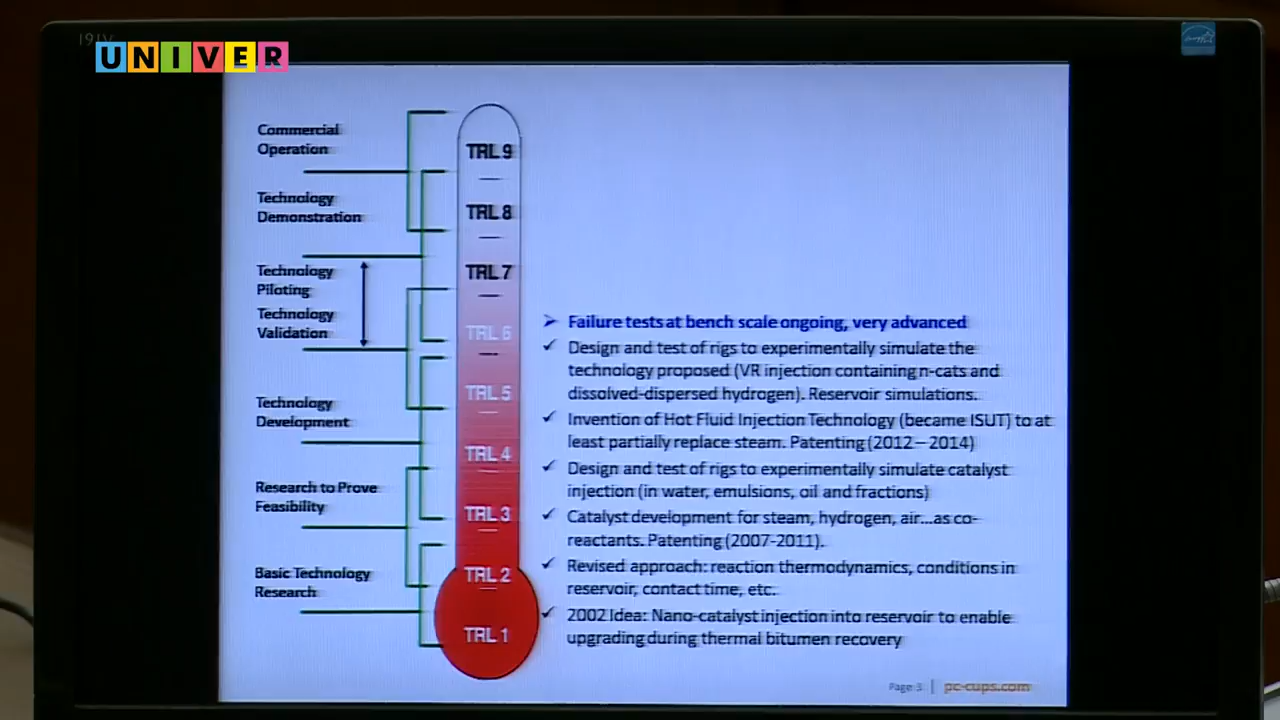 UNIVER
Commercial
Operation
Technology
Demonstration
Technology
Piloting
Technology
Validation
Technology
Development
Research to Prove
Feasibility
Basic Technology
Research
TRL 9
TRL 8
TRL 7
TRL 6
TRL 5
TRL 4
TRL 3
TRL 2
TRL 1
Failure tests at bench scale ongoing, very advanced
Design and test of rigs to experimentally simulate the
technology proposed (VR injection containing n-cats and
dissolved-dispersed hydrogen). Reservoir simulations.
Invention of Hot Fluid Injection Technology (became ISUT) to at
least partially replace steam. Patenting (2012 – 2014)
Design and test of rigs to experimentally simulate catalyst
injection (in water, emulsions, oil and fractions)
Catalyst development for steam, hydrogen, air...as co-
reactants. Patenting (2007-2011).
Revised approach: reaction thermodynamics, conditions in
reservoir, contact time, etc.
2002 Idea: Nano-catalyst injection into reservoir to enable
upgrading during thermal bitumen recovery
Page 3 | pc-cups.com